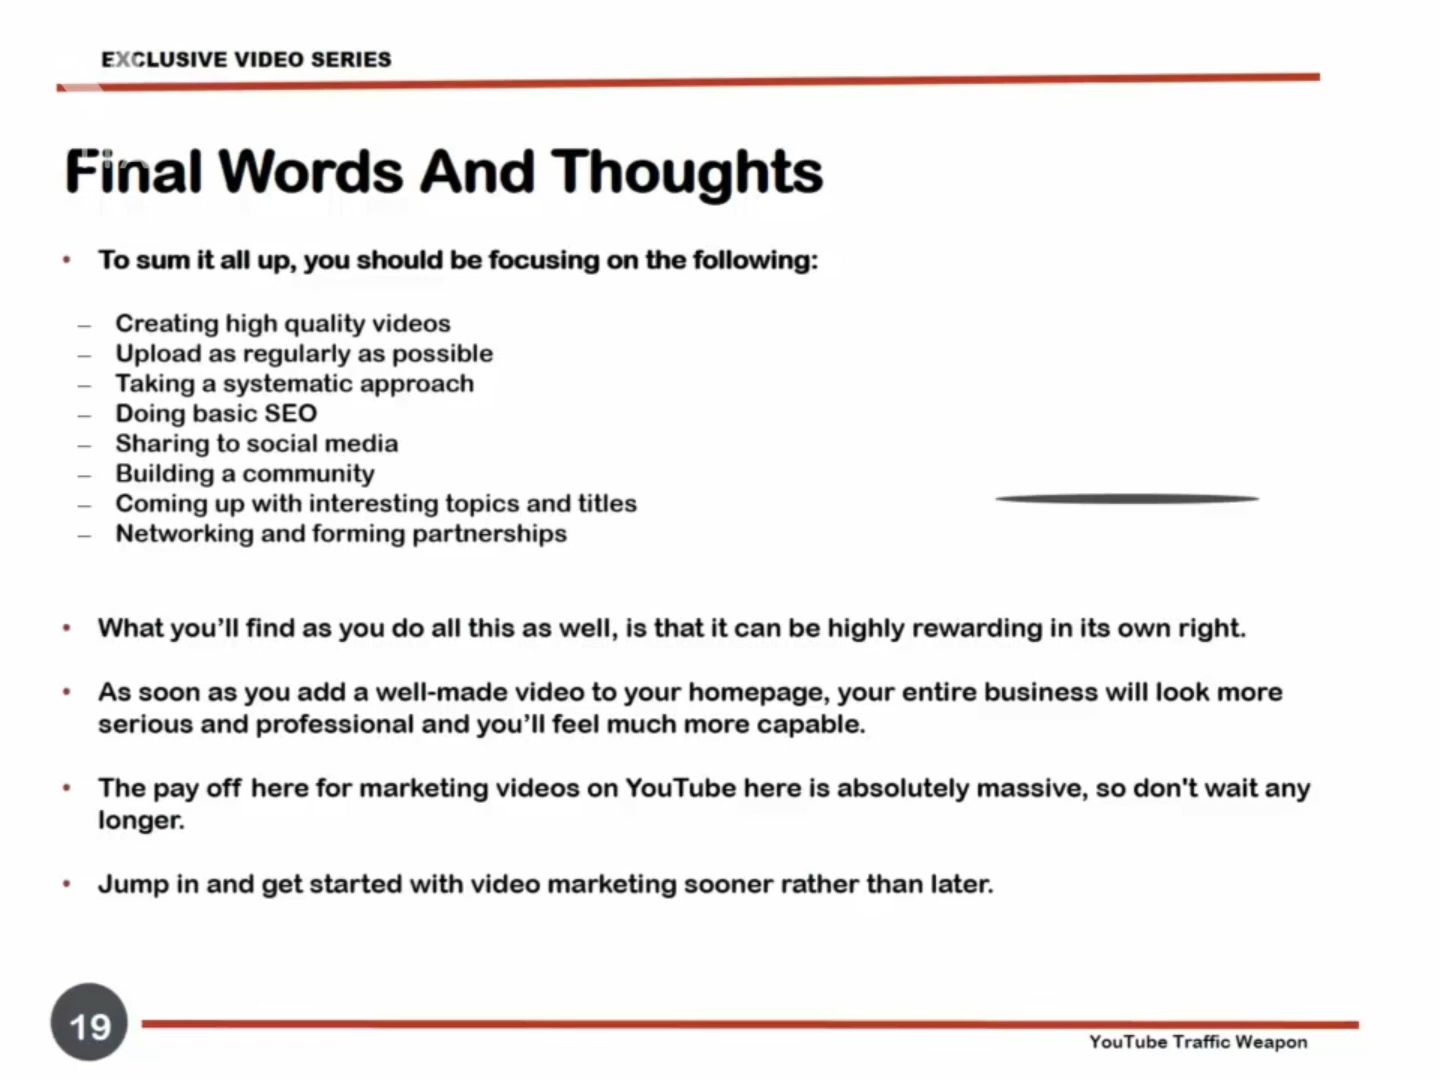 EXCLUSIVE VIDEO SERIES
Final Words And Thoughts
• To sum it all up, you should be focusing on the following:
– Creating high quality videos
– Upload as regularly as possible
– Taking a systematic approach
– Doing basic SEO
– Sharing to social media
– Building a community
– Coming up with interesting topics and titles
– Networking and forming partnerships
• What you’ll find as you do all this as well, is that it can be highly rewarding in its own right.
• As soon as you add a well-made video to your homepage, your entire business will look more
serious and professional and you’ll feel much more capable.
• The pay off here for marketing videos on YouTube here is absolutely massive, so don't wait any
longer.
• Jump in and get started with video marketing sooner rather than later.
19
YouTube Traffic Weapon